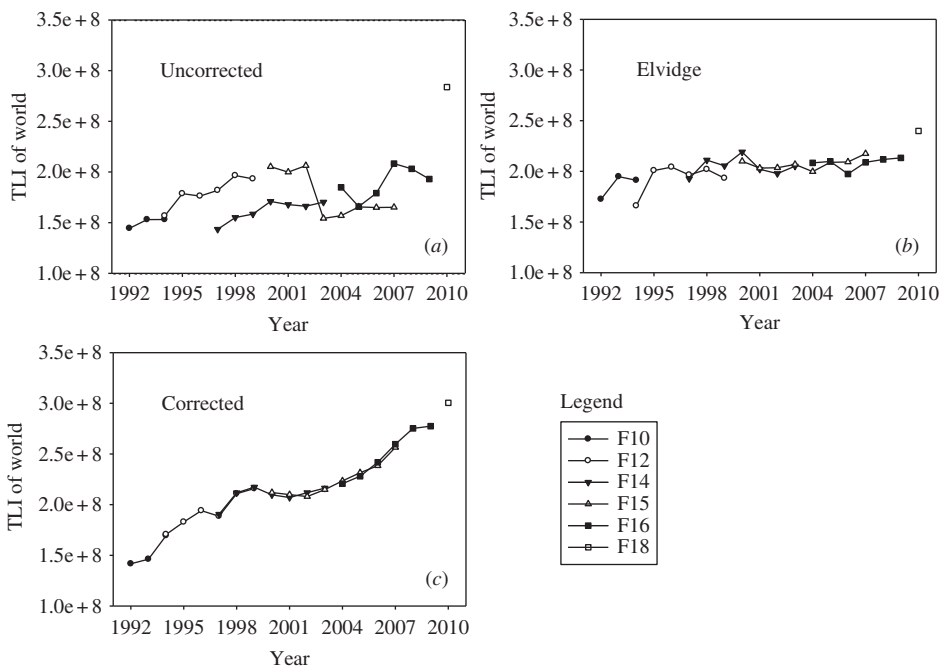 3.5e + 8
3.0e + 8
2.5e + 8
2.0e + 8
1.5e + 8
1.0e + 8
TLI of world
Uncorrected
(a)
1992 1995 1998 2001 2004 2007 2010
Year
3.5e + 8
3.0e + 8
2.5e + 8
2.0e + 8
1.5e + 8
1.0e + 8
TLI of world
Elvidge
(b)
1992 1995 1998 2001 2004 2007 2010
Year
3.5e + 8
3.0e + 8
2.5e + 8
2.0e + 8
1.5e + 8
1.0e + 8
TLI of world
Corrected
(c)
1992 1995 1998 2001 2004 2007 2010
Year
Legend
F10
F12
F14
F15
F16
F18